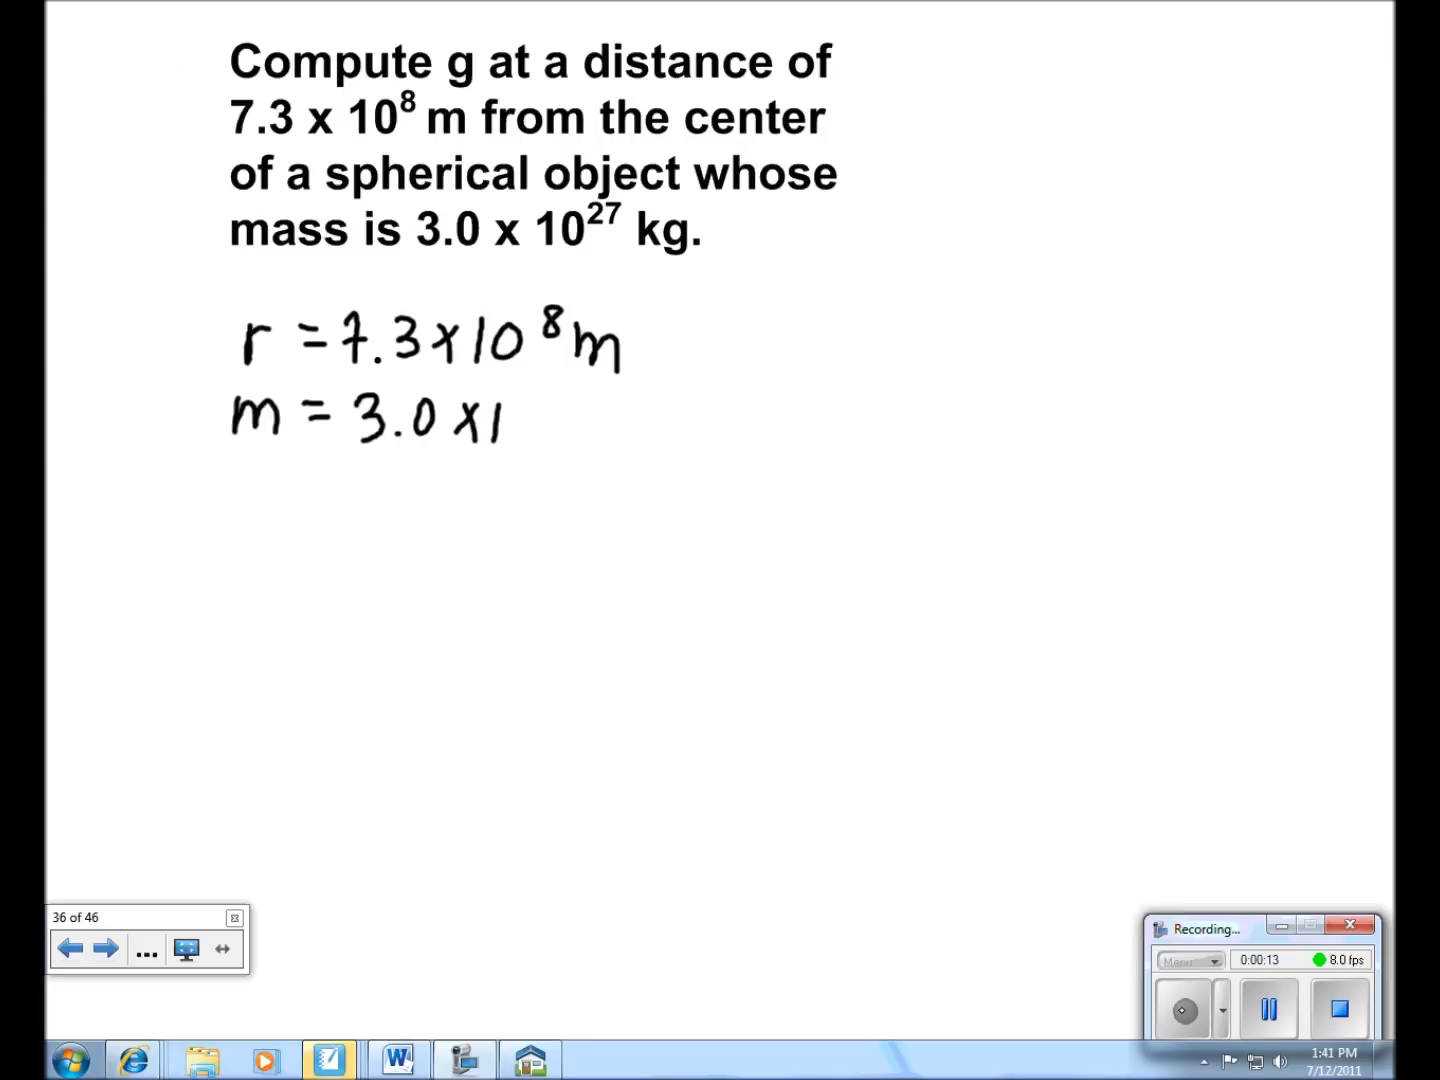 Compute g at a distance of
7.3 x 10⁸ m from the center
of a spherical object whose
mass is 3.0 x 10²⁷ kg.
r = 7.3 x 10⁸ m
m = 3.0 x 1
36 of 46
...
Recording...
Menu
0:00:13
8.0 fps
1:41 PM
7/12/2011